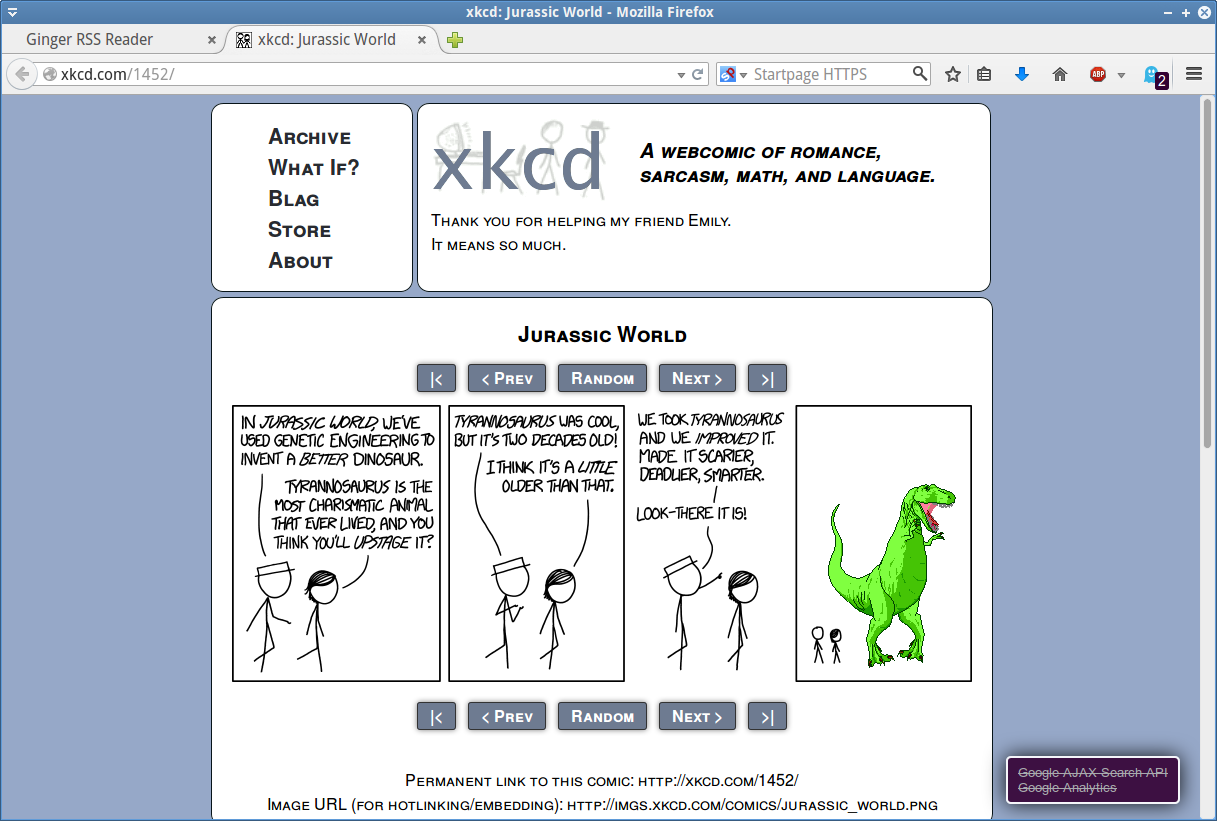 xkcd: Jurassic World - Mozilla Firefox
Ginger RSS Reader
xkcd: Jurassic World
xkcd.com/1452/
Startpage HTTPS
ABP
2
Archive
What If?
Blag
Store
About
xkcd
A webcomic of romance,
sarcasm, math, and language.
Thank you for helping my friend Emily.
It means so much.
Jurassic World
|< < Prev Random Next > >|
IN JURASSIC WORLD, WE'VE
USED GENETIC ENGINEERING TO
INVENT A BETTER DINOSAUR.
TYRANNOSAURUS IS THE
MOST CHARISMATIC ANIMAL
THAT EVER LIVED, AND YOU
THINK YOU'LL UPSTAGE IT?
TYRANNOSAURUS WAS COOL,
BUT IT'S TWO DECADES OLD!
I THINK IT'S A LITTLE
OLDER THAN THAT.
WE TOOK TYRANNOSAURUS
AND WE IMPROVED IT.
MADE IT SCARIER,
DEADLIER, SMARTER.
LOOK-THERE IT IS!
|< < Prev Random Next > >|
Permanent link to this comic: http://xkcd.com/1452/
Image URL (for hotlinking/embedding): http://imgs.xkcd.com/comics/jurassic_world.png
Google AJAX Search API
Google Analytics